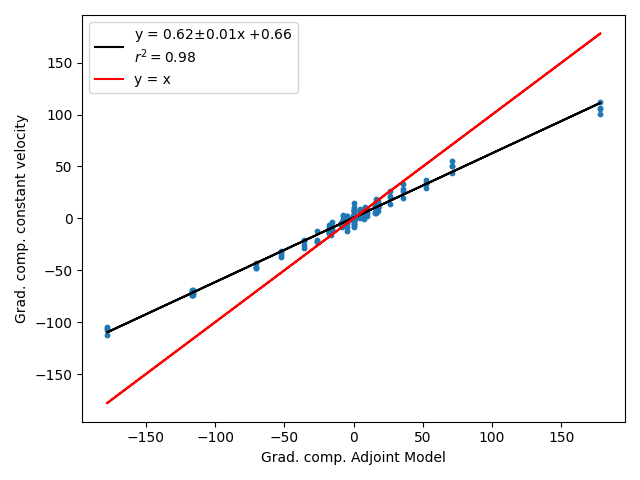 y = 0.62±0.01x +0.66
r² = 0.98
y = x
150
100
50
0
−50
−100
−150
Grad. comp. constant velocity
−150 −100 −50 0 50 100 150
Grad. comp. Adjoint Model